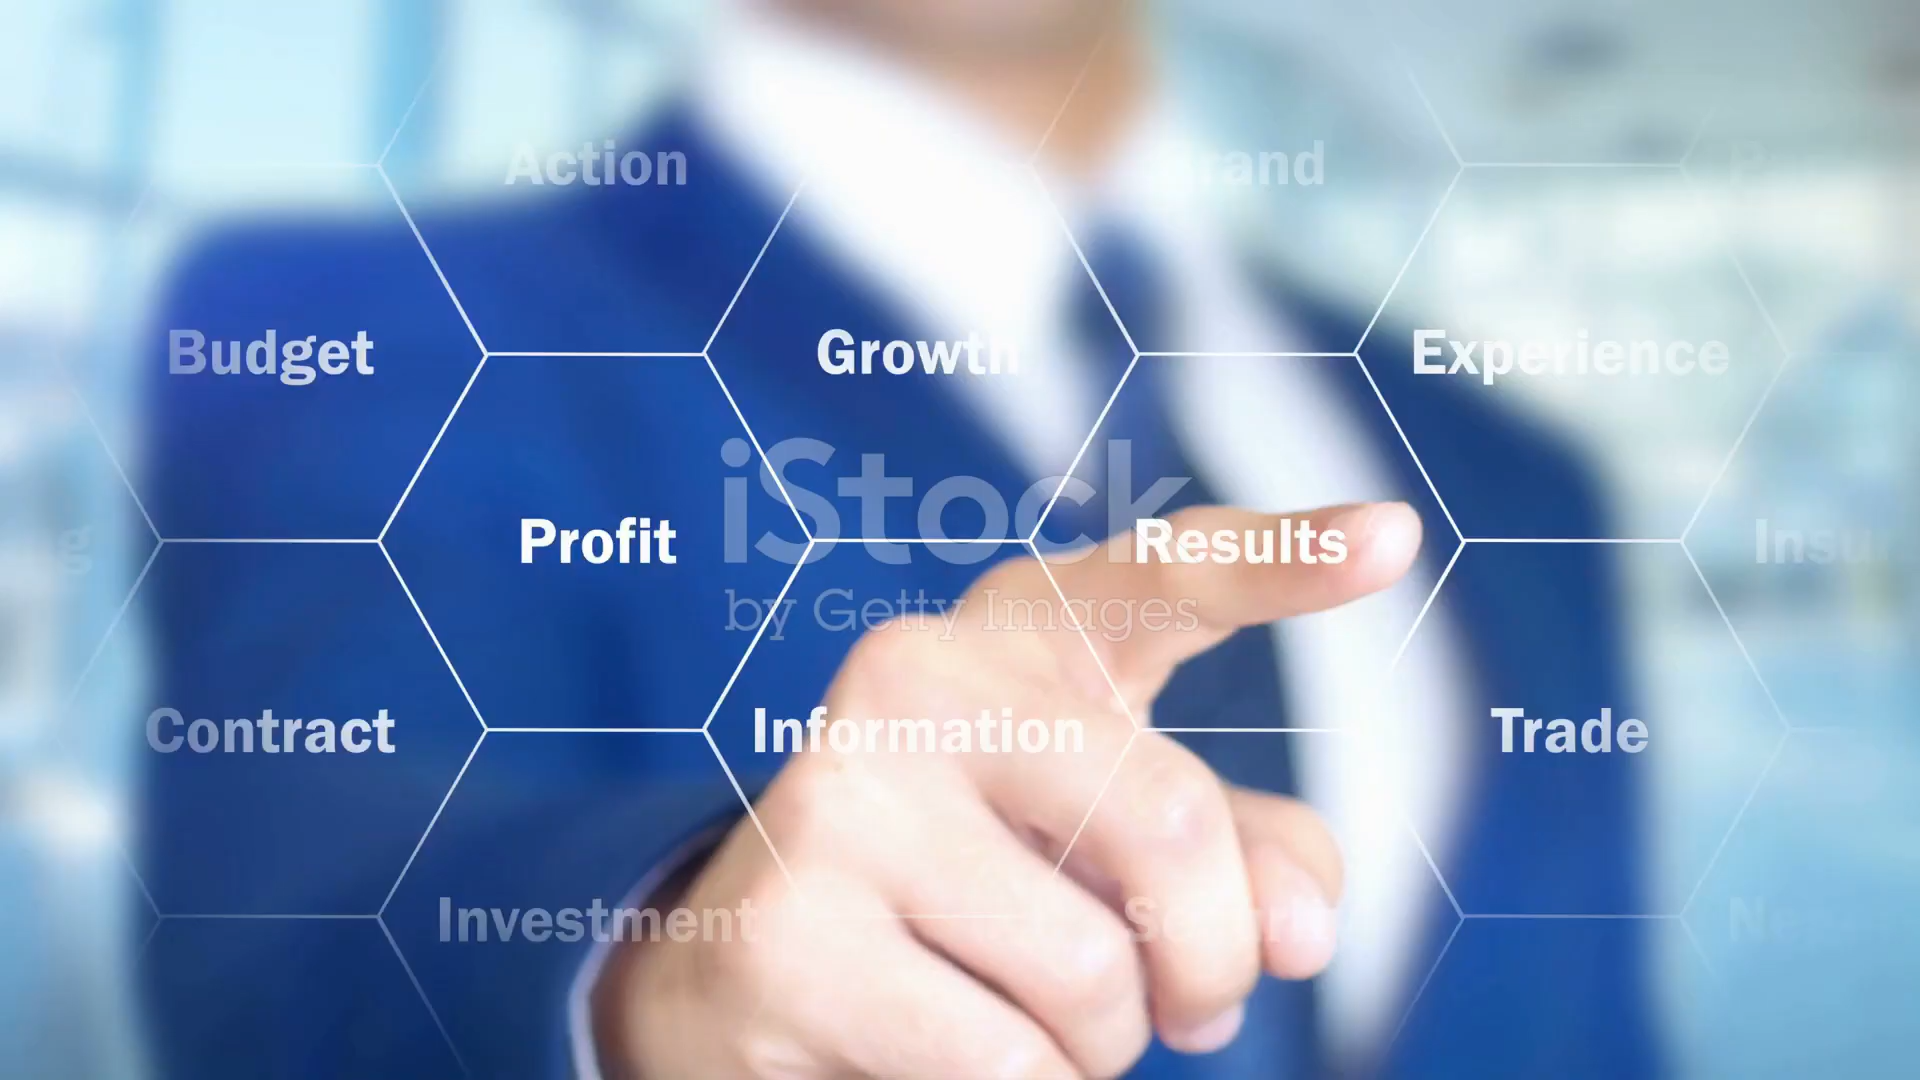 Action
Budget
Growth
Experience
iStock
Profit
Results
by Getty Images
Contract
Information
Trade
Investment